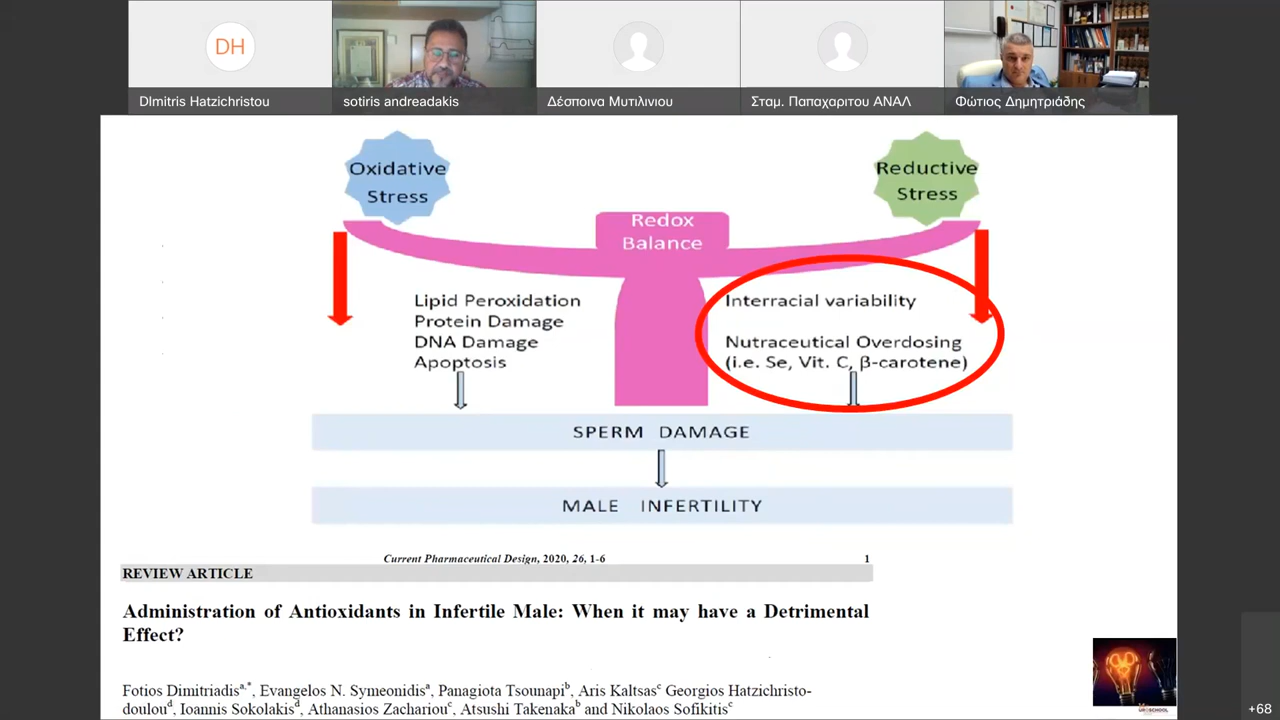 DH
DImitris Hatzichristou
sotiris andreadakis
Δέσποινα Μυτιλινιου
Σταμ. Παπαχαριτου ΑΝΑΛ
Φώτιος Δημητριάδης
Oxidative
Stress
Reductive
Stress
Redox
Balance
Lipid Peroxidation
Protein Damage
DNA Damage
Apoptosis
Interracial variability
Nutraceutical Overdosing
(i.e. Se, Vit. C, β-carotene)
SPERM DAMAGE
MALE INFERTILITY
Current Pharmaceutical Design, 2020, 26, 1-6 1
REVIEW ARTICLE
Administration of Antioxidants in Infertile Male: When it may have a Detrimental
Effect?
Fotios Dimitriadisa,*, Evangelos N. Symeonidisa, Panagiota Tsounapib, Aris Kaltsasc Georgios Hatzichristo-
douloud, Ioannis Sokolakisd, Athanasios Zachariouc, Atsushi Takenakab and Nikolaos Sofikitisc
+68